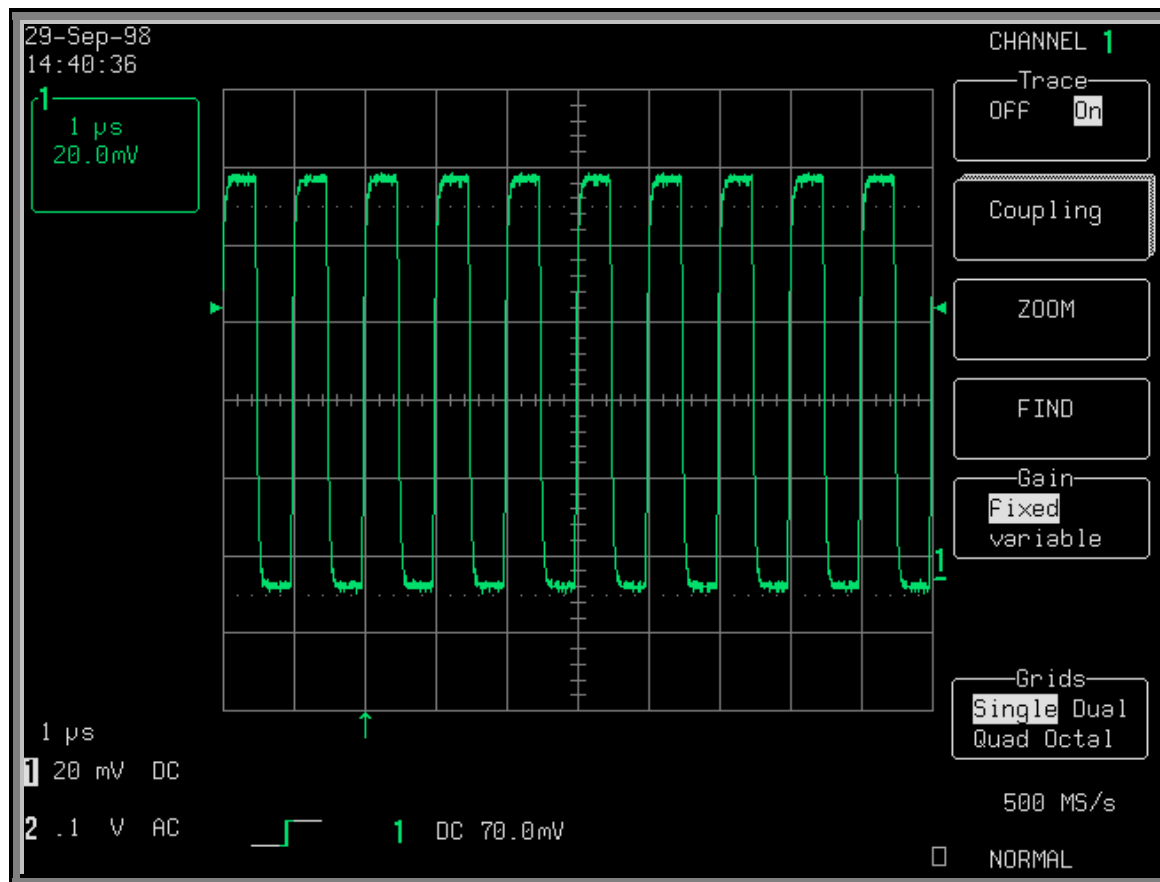 29-Sep-98
14:40:36
1
1 µs
20.0mV
CHANNEL 1
Trace
OFF On
Coupling
ZOOM
FIND
Gain
Fixed
variable
1
Grids
Single Dual
Quad Octal
1 µs
1 20 mV DC
2 .1 V AC
1 DC 70.0mV
500 MS/s
NORMAL